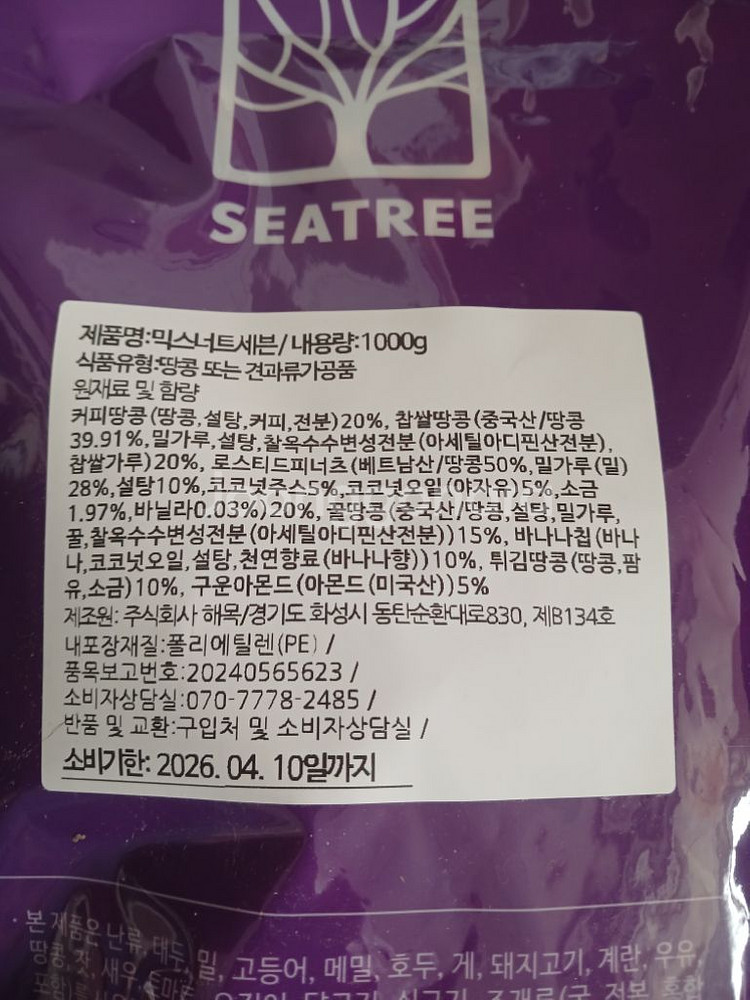 SEATREE
제품명:믹스너트세븐/내용량:1000g
식품유형:땅콩 또는 견과류가공품
원재료 및 함량
커피땅콩(땅콩,설탕,커피,전분)20%, 찹쌀땅콩(중국산/땅콩
39.91%,밀가루,설탕,찰옥수수변성전분(아세틸아디핀산전분),
찹쌀가루)20%, 로스티드피너츠(베트남산/땅콩50%,밀가루(밀)
28%,설탕10%,코코넛주스5%,코코넛오일(야자유)5%,소금
1.97%,바닐라0.03%)20%, 꿀땅콩(중국산/땅콩,설탕,밀가루,
꿀,찰옥수수변성전분(아세틸아디핀산전분))15%, 바나나칩(바나
나,코코넛오일,설탕,천연향료(바나나향))10%, 튀김땅콩(땅콩,팜
유,소금)10%, 구운아몬드(아몬드(미국산))5%
제조원: 주식회사 해목/경기도 화성시 동탄순환대로830, 제B134호
내포장재질:폴리에틸렌(PE) /
품목보고번호:20240565623 /
소비자상담실:070-7778-2485 /
반품 및 교환:구입처 및 소비자상담실 /
소비기한: 2026. 04. 10일까지
· 본 제품은 난류, 대두, 밀, 고등어, 메밀, 호두, 게, 돼지고기, 계란, 우유,
땅콩, 잣, 새우, 토마토,